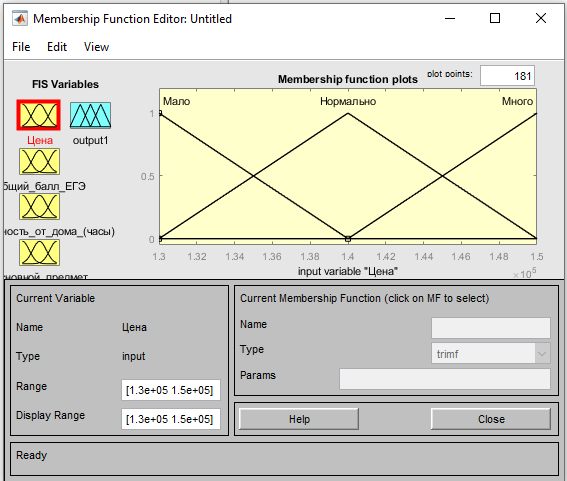 Membership Function Editor: Untitled
File Edit View
FIS Variables
Membership function plots
plot points:
181
Цена
output1
бщий_балл_ЕГЭ
ность_от_дома_(часы)
новной_предмет
Мало
Нормально
Много
1
0.5
0
1.3 1.32 1.34 1.36 1.38 1.4 1.42 1.44 1.46 1.48 1.5
×10⁵
input variable "Цена"
Current Variable
Name Цена
Type input
Range [1.3e+05 1.5e+05]
Display Range [1.3e+05 1.5e+05]
Current Membership Function (click on MF to select)
Name
Type trimf
Params
Help Close
Ready